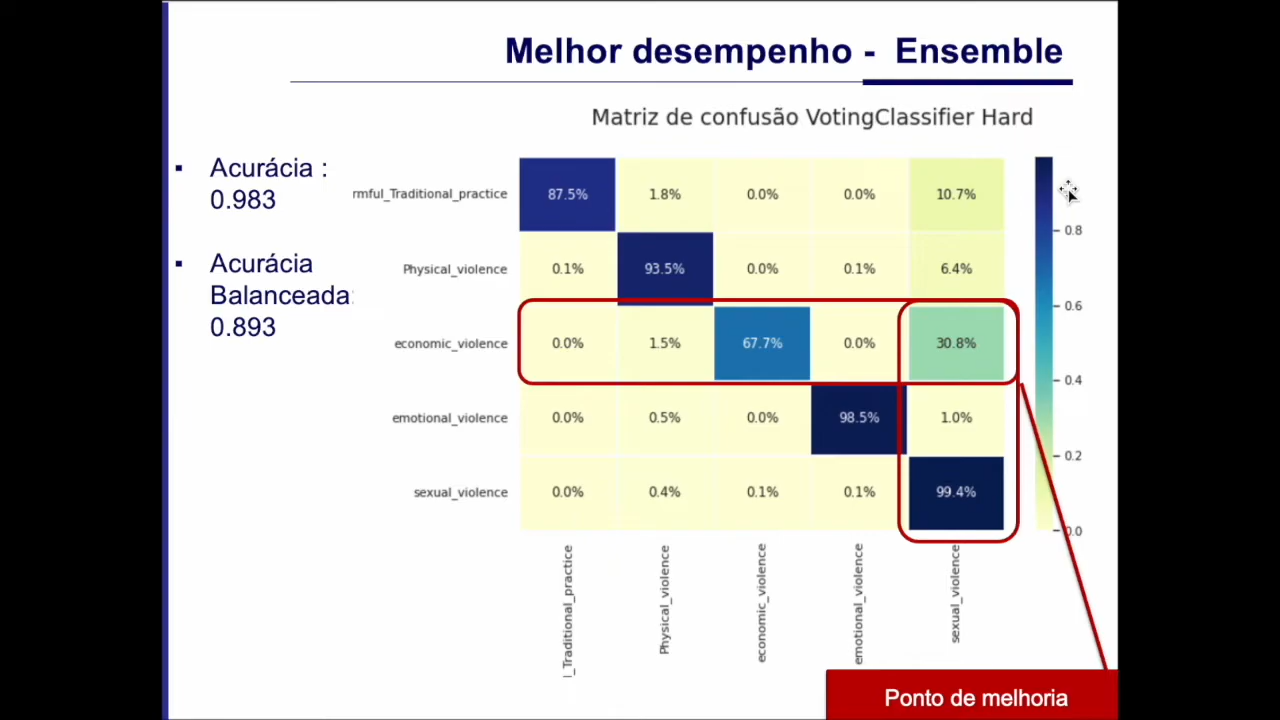 Melhor desempenho - Ensemble
Matriz de confusão VotingClassifier Hard
▪ Acurácia :
0.983
▪ Acurácia
Balanceada:
0.893
rmful_Traditional_practice 87.5% 1.8% 0.0% 0.0% 10.7%
Physical_violence 0.1% 93.5% 0.0% 0.1% 6.4%
economic_violence 0.0% 1.5% 67.7% 0.0% 30.8%
emotional_violence 0.0% 0.5% 0.0% 98.5% 1.0%
sexual_violence 0.0% 0.4% 0.1% 0.1% 99.4%
0.8
0.6
0.4
0.2
0.0
l_Traditional_practice
Physical_violence
economic_violence
emotional_violence
sexual_violence
Ponto de melhoria